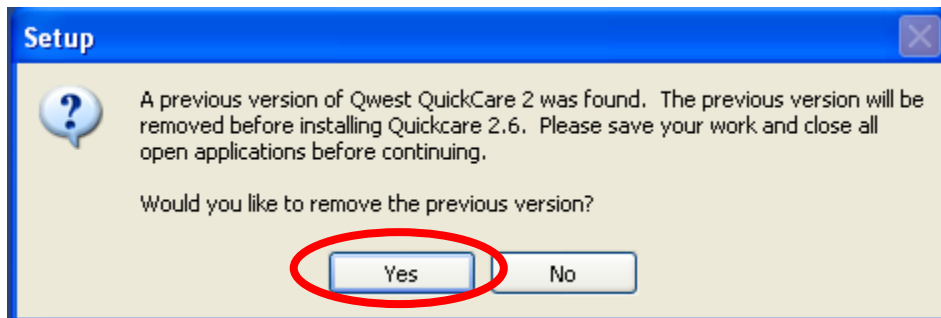 Setup
A previous version of Qwest QuickCare 2 was found.  The previous version will be
removed before installing Quickcare 2.6.  Please save your work and close all
open applications before continuing.
Would you like to remove the previous version?
Yes No